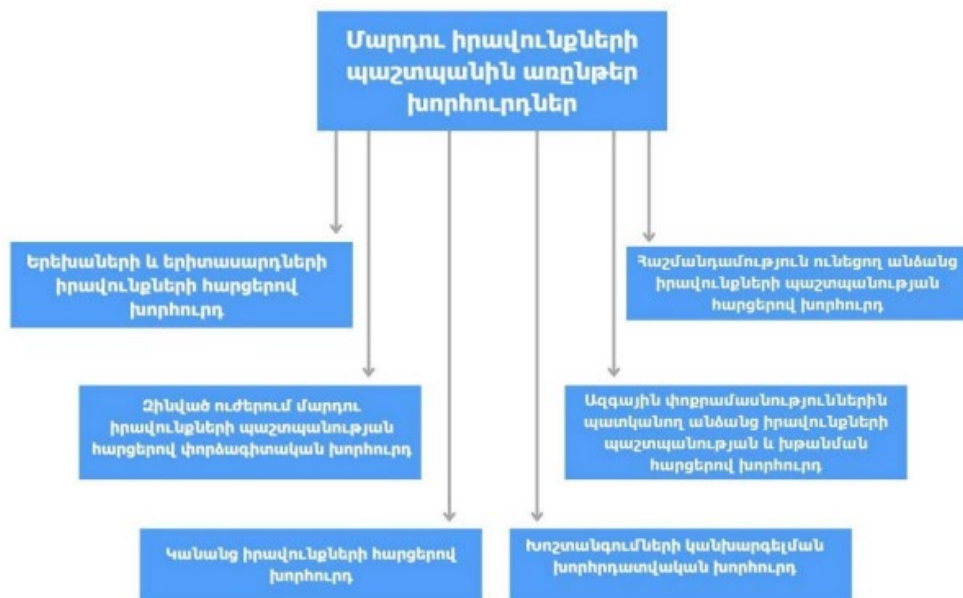 Մարդու իրավունքների
պաշտպանին առընթեր
խորհուրդներ
Երեխաների և երիտասարդների
իրավունքների հարցերով
խորհուրդ
Հաշմանդամություն ունեցող անձանց
իրավունքների պաշտպանության
հարցերով խորհուրդ
Զինված ուժերում մարդու
իրավունքների պաշտպանության
հարցերով փորձագիտական խորհուրդ
Ազգային փոքրամասնություններին
պատկանող անձանց իրավունքների
պաշտպանության և խթանման
հարցերով խորհուրդ
Կանանց իրավունքների հարցերով
խորհուրդ
Խոշտանգումների կանխարգելման
խորհրդատվական խորհուրդ